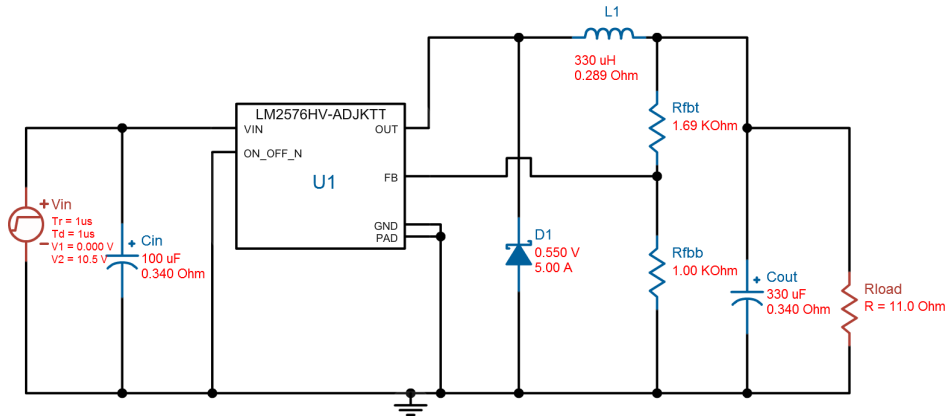 L1
330 uH
0.289 Ohm
LM2576HV-ADJKTT
VIN
OUT
ON_OFF_N
U1
FB
GND
PAD
Rfbt
1.69 KOhm
+ Vin
Tr = 1us
Td = 1us
V1 = 0.000 V
V2 = 10.5 V
+
Cin
100 uF
0.340 Ohm
D1
0.550 V
5.00 A
Rfbb
1.00 KOhm
Cout
+
330 uF
0.340 Ohm
Rload
R = 11.0 Ohm